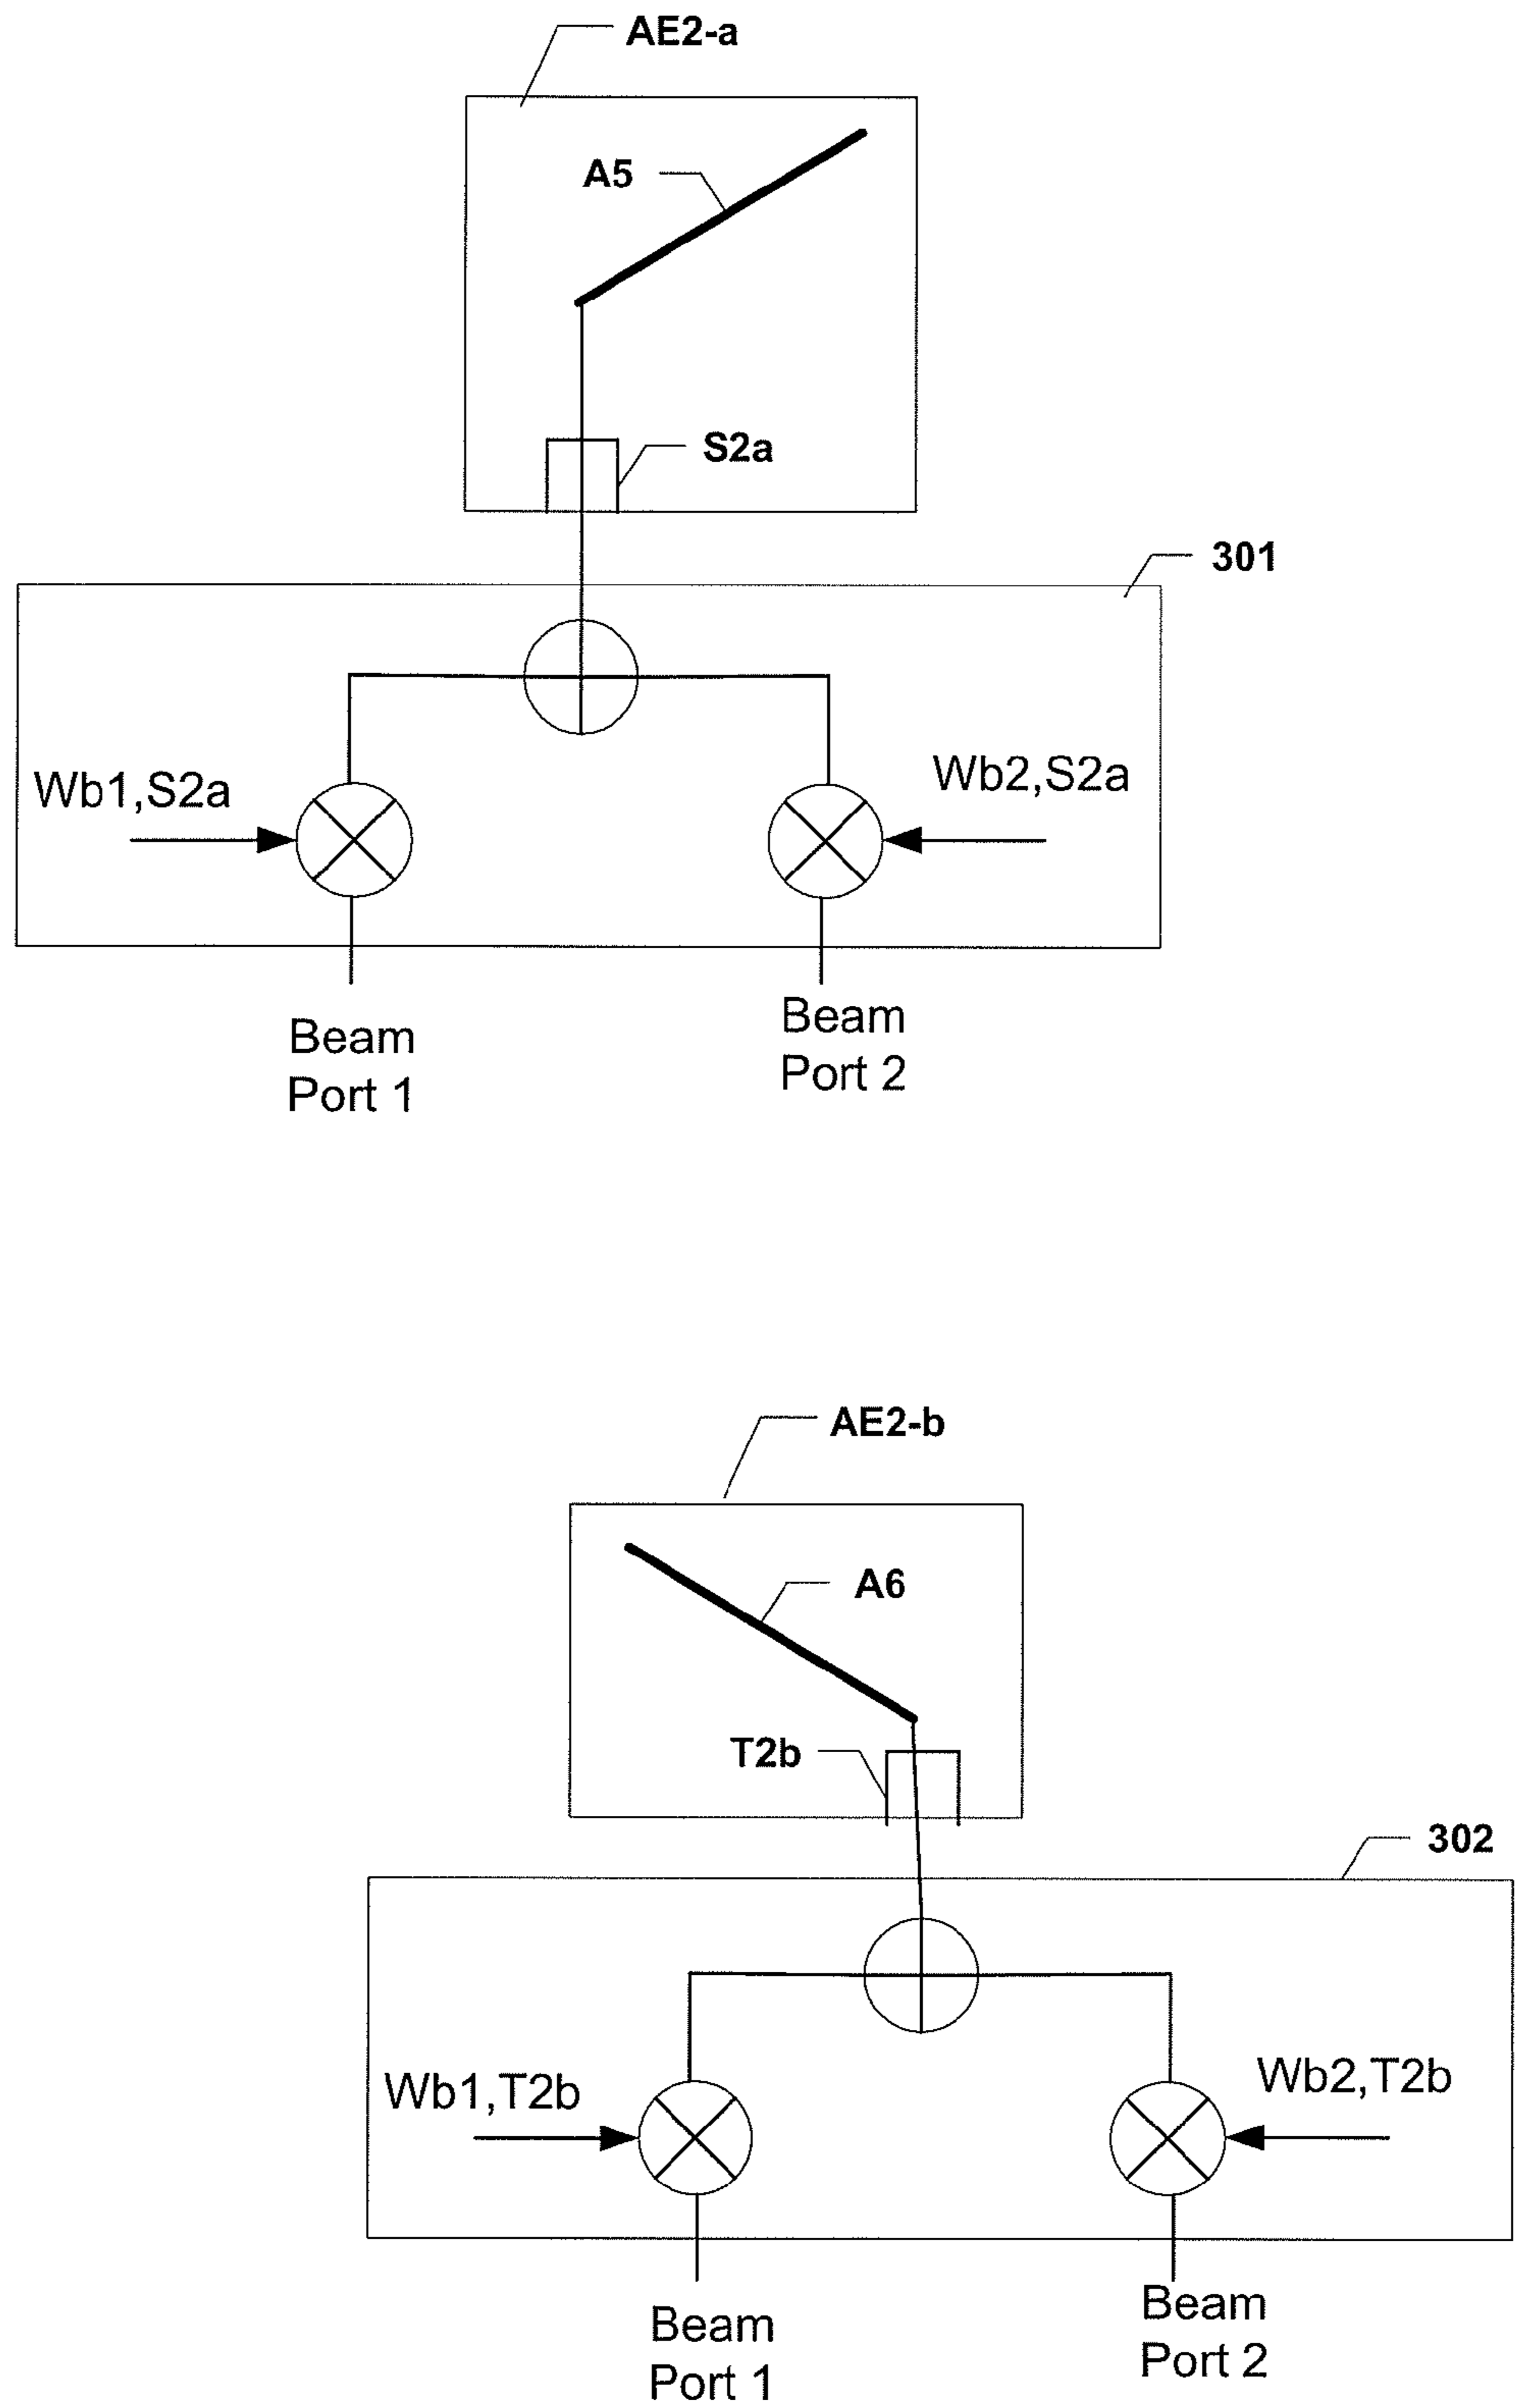 AE2-a
A5
S2a
301
Wb1,S2a
Wb2,S2a
Beam
Port 1
Beam
Port 2
AE2-b
A6
T2b
302
Wb1,T2b
Wb2,T2b
Beam
Port 1
Beam
Port 2